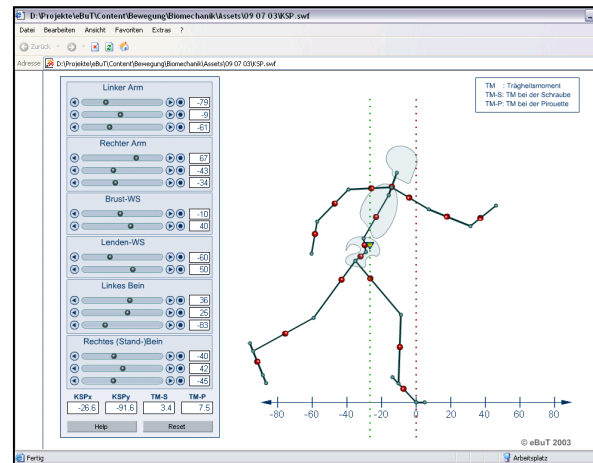 D:\Projekte\eBuT\Content\Bewegung\Biomechanik\Assets\09 07 03\KSP.swf
Datei Bearbeiten Ansicht Favoriten Extras ?
Zurück
Adresse D:\Projekte\eBuT\Content\Bewegung\Biomechanik\Assets\09 07 03\KSP.swf
Linker Arm
-79
-9
-61
Rechter Arm
67
-43
-34
Brust-WS
-10
40
Lenden-WS
-60
50
Linkes Bein
36
25
-83
Rechtes (Stand-)Bein
-40
42
-45
KSPx KSPy TM-S TM-P
-26.6 -91.6 3.4 7.5
Help Reset
TM : Trägheitsmoment
TM-S: TM bei der Schraube
TM-P: TM bei der Pirouette
-80 -60 -40 -20 0 20 40 60 80
© eBuT 2003
Fertig Arbeitsplatz